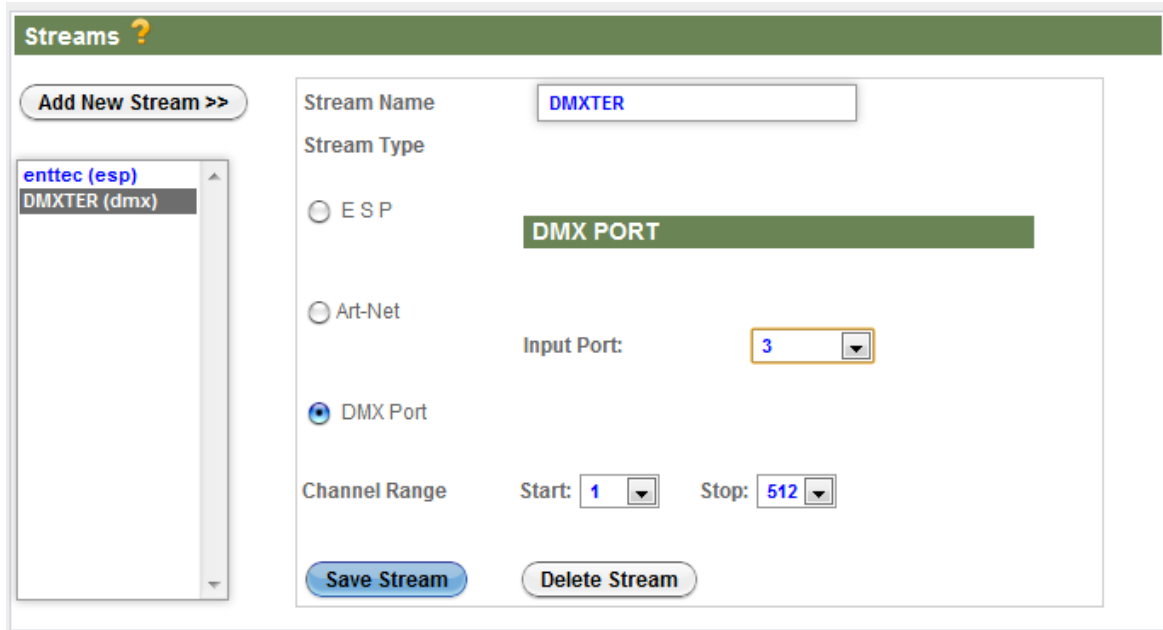 Streams ?
Add New Stream >>
enttec (esp)
DMXTER (dmx)
Stream Name DMXTER
Stream Type
E S P
DMX PORT
Art-Net
Input Port: 3
DMX Port
Channel Range Start: 1 Stop: 512
Save Stream Delete Stream